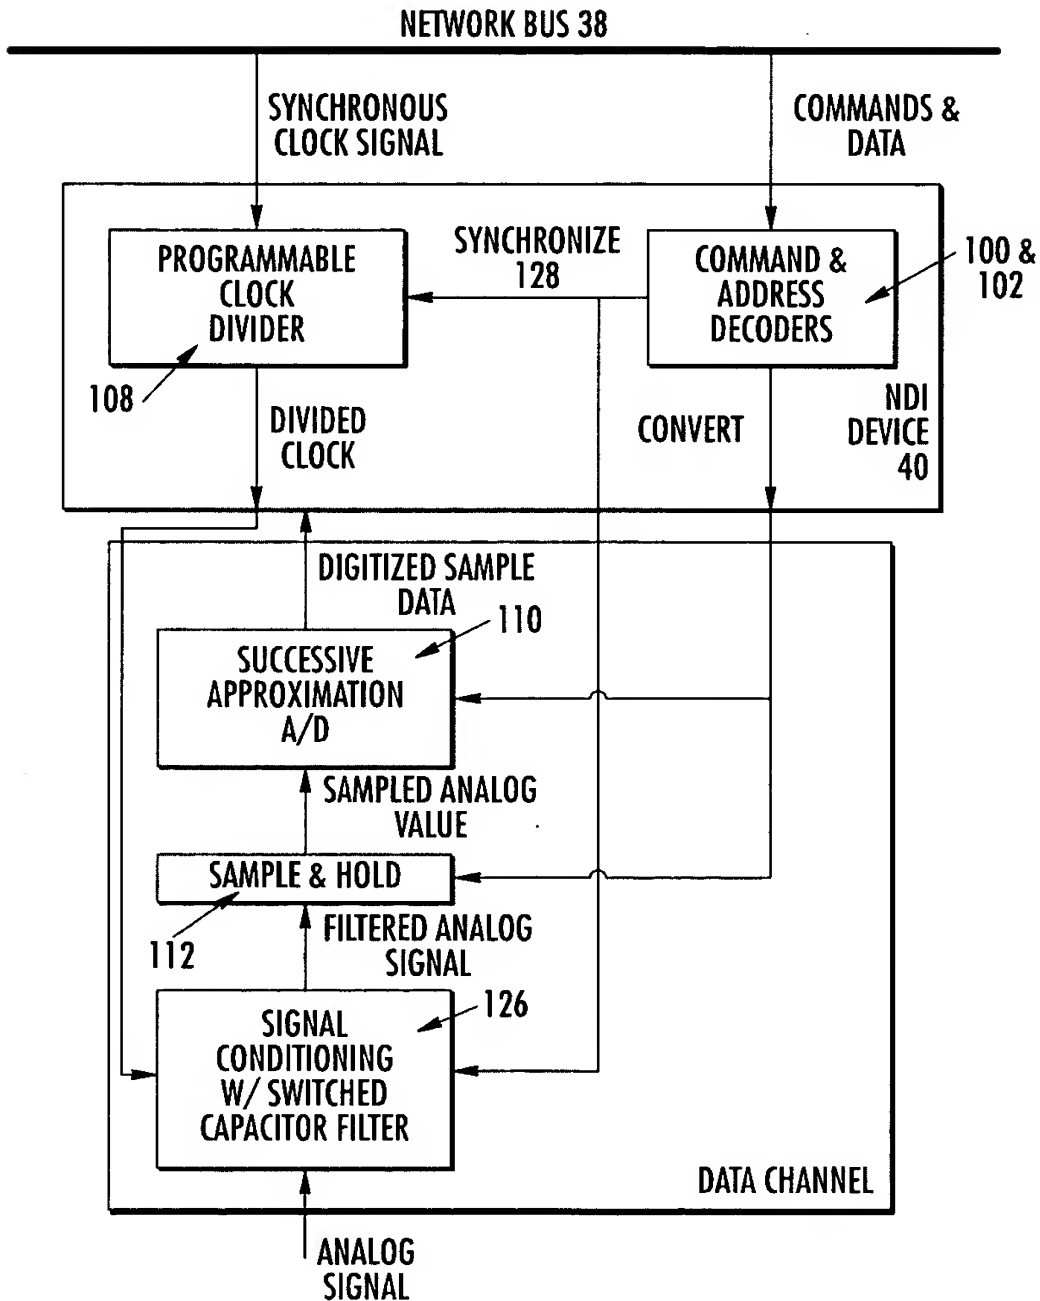 NETWORK BUS 38
SYNCHRONOUS
CLOCK SIGNAL
COMMANDS &
DATA
PROGRAMMABLE
CLOCK
DIVIDER
SYNCHRONIZE
128
COMMAND &
ADDRESS
DECODERS
100 &
102
108
DIVIDED
CLOCK
CONVERT
NDI
DEVICE
40
DIGITIZED SAMPLE
DATA
110
SUCCESSIVE
APPROXIMATION
A/D
SAMPLED ANALOG
VALUE
SAMPLE & HOLD
112
FILTERED ANALOG
SIGNAL
126
SIGNAL
CONDITIONING
W/ SWITCHED
CAPACITOR FILTER
DATA CHANNEL
ANALOG
SIGNAL